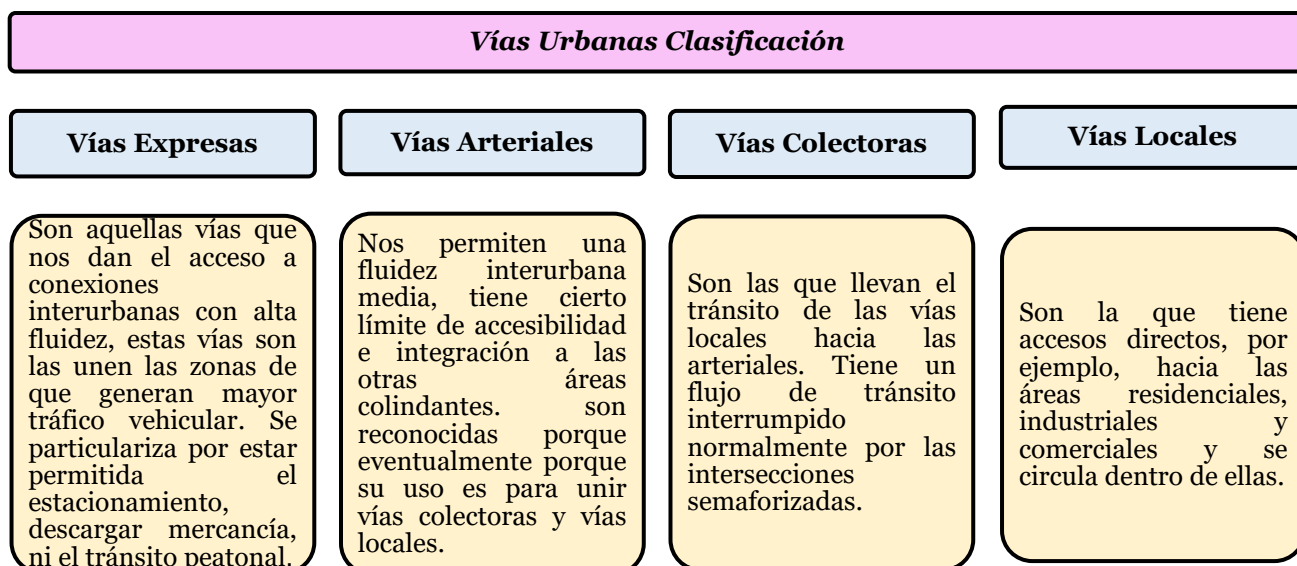 Vías Urbanas Clasificación
Vías Expresas
Son aquellas vías que
nos dan el acceso a
conexiones
interurbanas con alta
fluidez, estas vías son
las unen las zonas de
que generan mayor
tráfico vehicular. Se
particulariza por estar
permitida el
estacionamiento,
descargar mercancía,
ni el tránsito peatonal.
Vías Arteriales
Nos permiten una
fluidez interurbana
media, tiene cierto
límite de accesibilidad
e integración a las
otras áreas
colindantes. son
reconocidas porque
eventualmente porque
su uso es para unir
vías colectoras y vías
locales.
Vías Colectoras
Son las que llevan el
tránsito de las vías
locales hacia las
arteriales. Tiene un
flujo de tránsito
interrumpido
normalmente por las
intersecciones
semaforizadas.
Vías Locales
Son la que tiene
accesos directos, por
ejemplo, hacia las
áreas residenciales,
industriales y
comerciales y se
circula dentro de ellas.